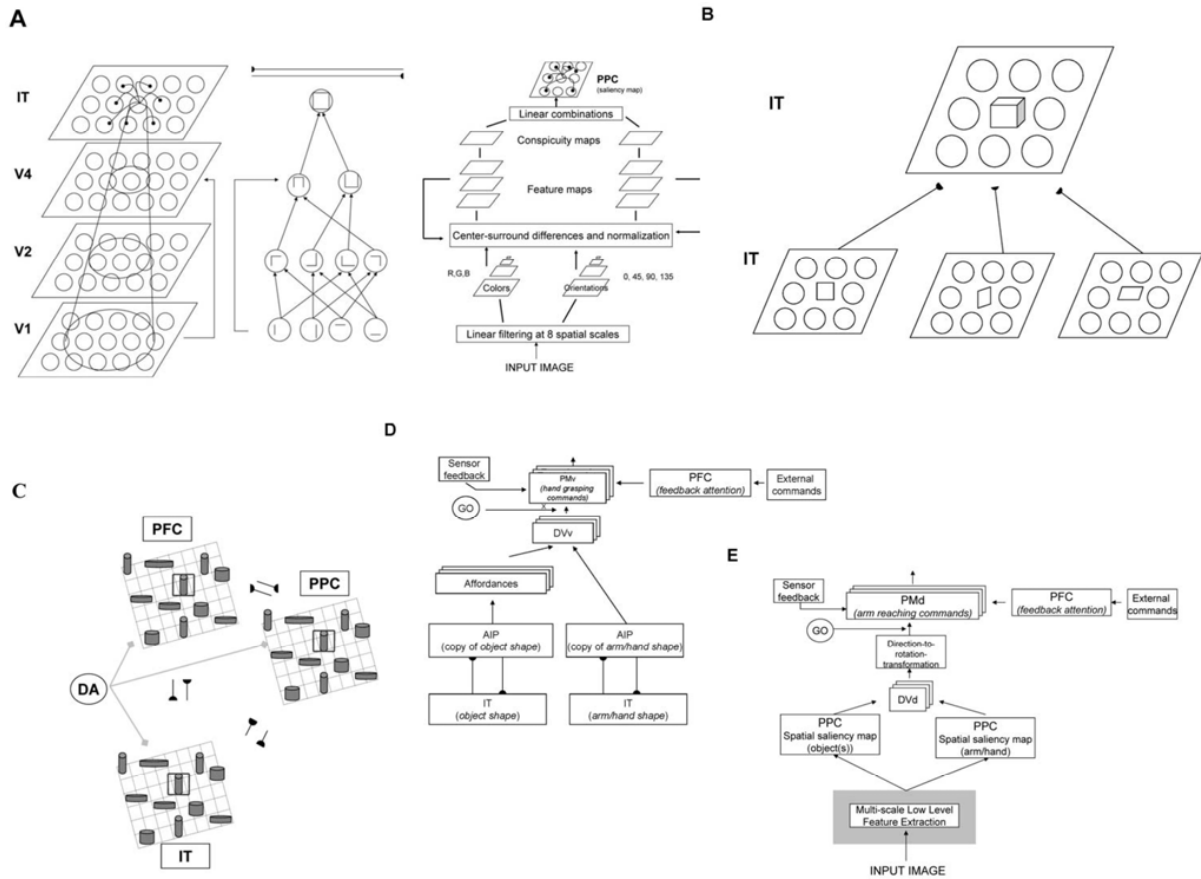 A
IT
V4
V2
V1
PPC
(saliency map)
Linear combinations
Conspicuity maps
Feature maps
Center-surround differences and normalization
R,G,B
Colors
Orientations
0, 45, 90, 135
Linear filtering at 8 spatial scales
INPUT IMAGE
B
IT
IT
C
PFC
PPC
DA
IT
D
Sensor
feedback
GO
PMv
(hand grasping
commands)
x
PFC
(feedback attention)
External
commands
DVv
Affordances
AIP
(copy of object shape)
AIP
(copy of arm/hand shape)
IT
(object shape)
IT
(arm/hand shape)
E
Sensor
feedback
GO
PMd
(arm reaching commands)
PFC
(feedback attention)
External
commands
Direction-to-
rotation-
transformation
DVd
PPC
Spatial saliency map
(object(s))
PPC
Spatial saliency map
(arm/hand)
Multi-scale Low Level
Feature Extraction
INPUT IMAGE